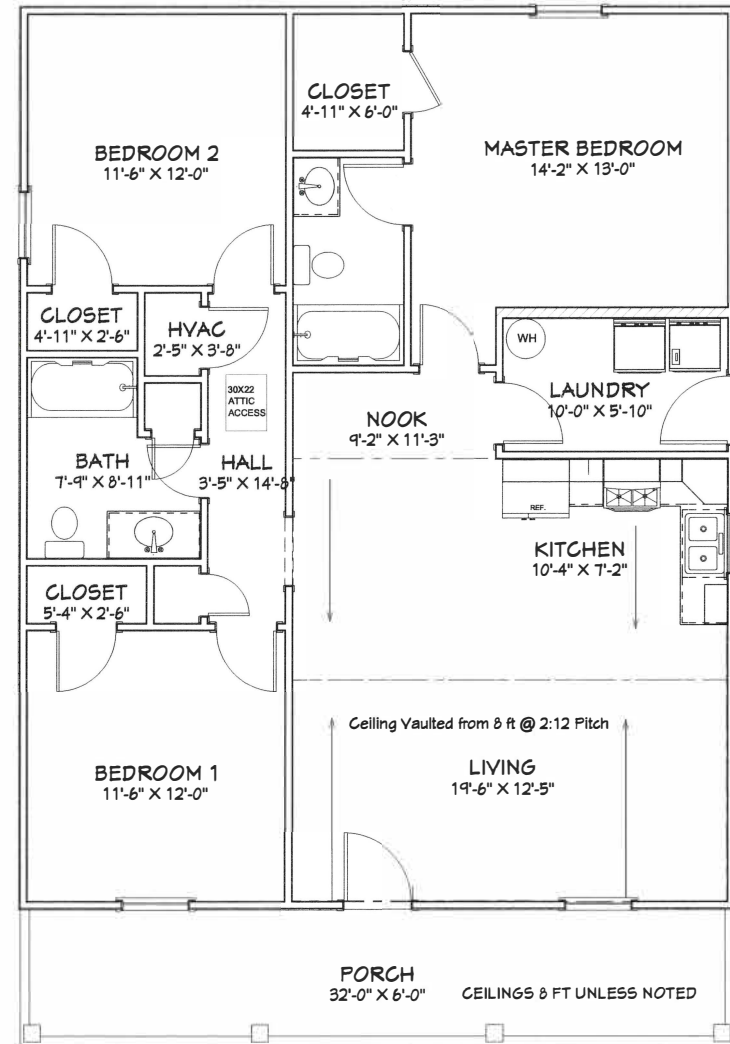 CLOSET
4'-11" X 6'-0"
BEDROOM 2
11'-6" X 12'-0"
MASTER BEDROOM
14'-2" X 13'-0"
CLOSET
4'-11" X 2'-6"
HVAC
2'-5" X 3'-8"
WH
30X22
ATTIC
ACCESS
LAUNDRY
10'-0" X 5'-10"
NOOK
9'-2" X 11'-3"
BATH
7'-9" X 8'-11"
HALL
3'-5" X 14'-8"
REF.
KITCHEN
10'-4" X 7'-2"
CLOSET
5'-4" X 2'-6"
Ceiling Vaulted from 8 ft @ 2:12 Pitch
BEDROOM 1
11'-6" X 12'-0"
LIVING
19'-6" X 12'-5"
PORCH
32'-0" X 6'-0"
CEILINGS 8 FT UNLESS NOTED